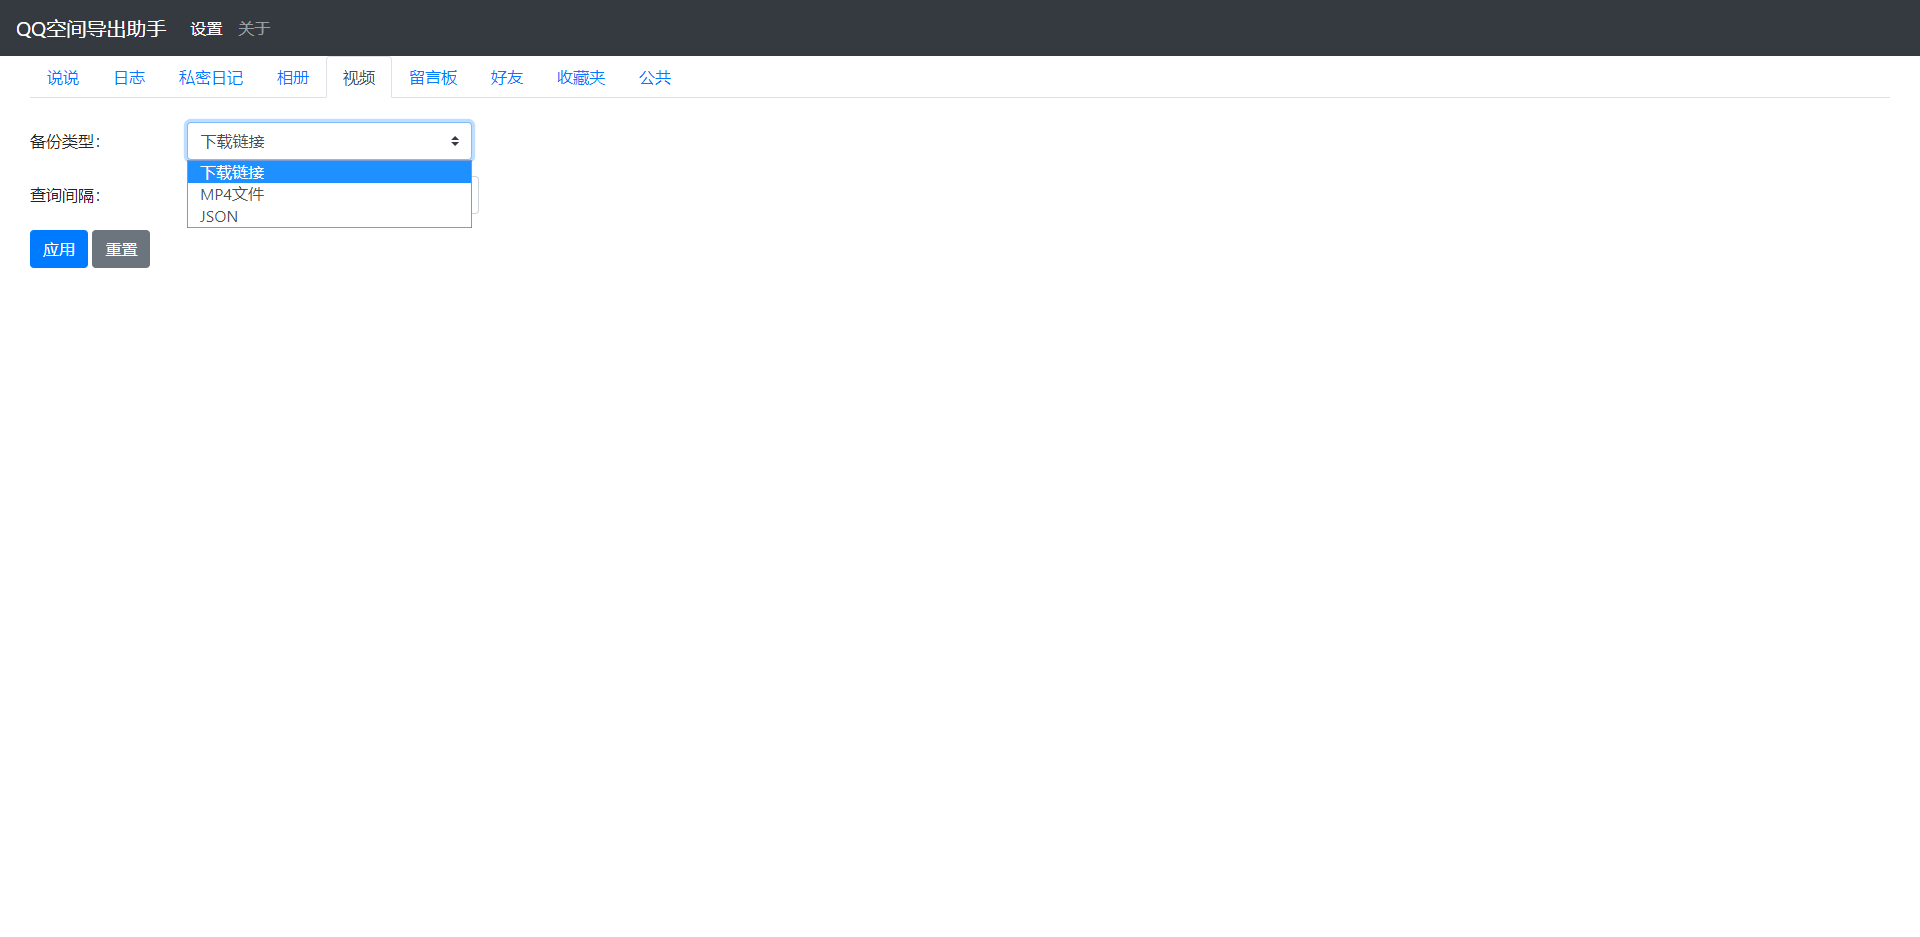 QQ空间导出助手 设置 关于
说说 日志 私密日记 相册 视频 留言板 好友 收藏夹 公共
备份类型： 下载链接
下载链接
查询间隔： MP4文件
JSON
应用 重置